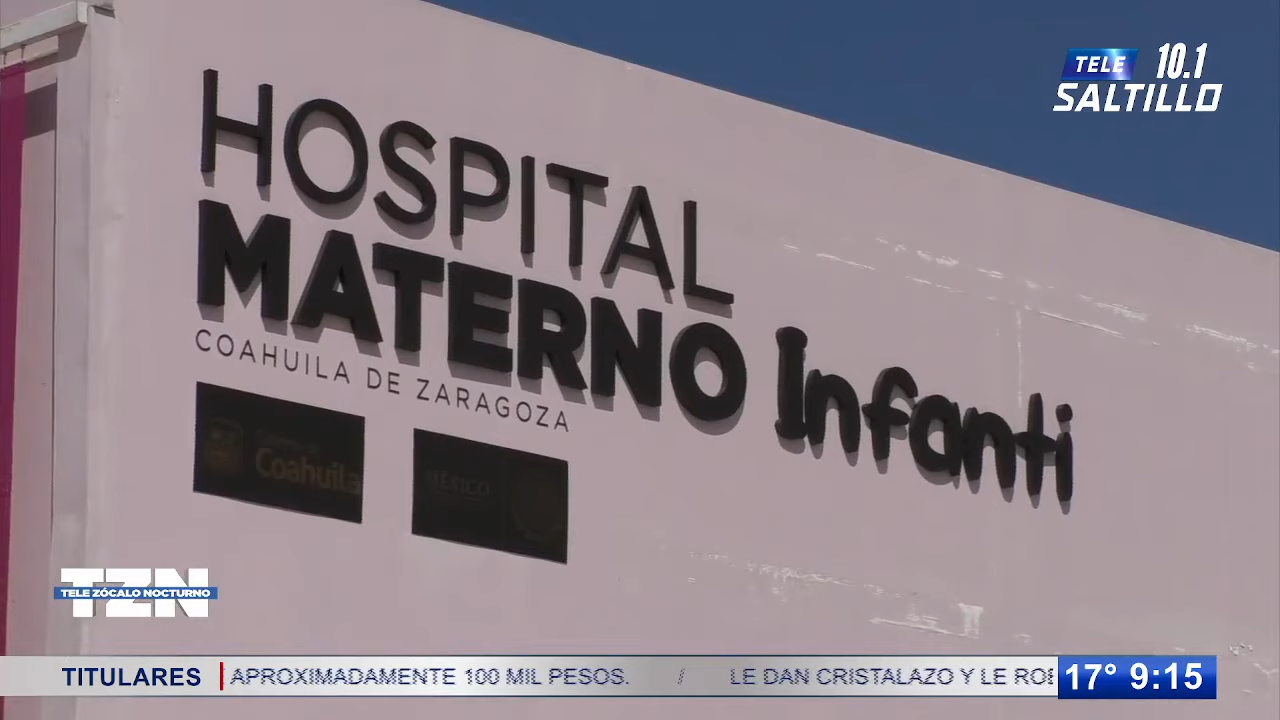 TELE 10.1
SALTILLO
HOSPITAL
MATERNO Infanti
COAHUILA DE ZARAGOZA
Coahuila
MÉXICO
TZN
TELE ZÓCALO NOCTURNO
TITULARES APROXIMADAMENTE 100 MIL PESOS. / LE DAN CRISTALAZO Y LE 17° 9:15